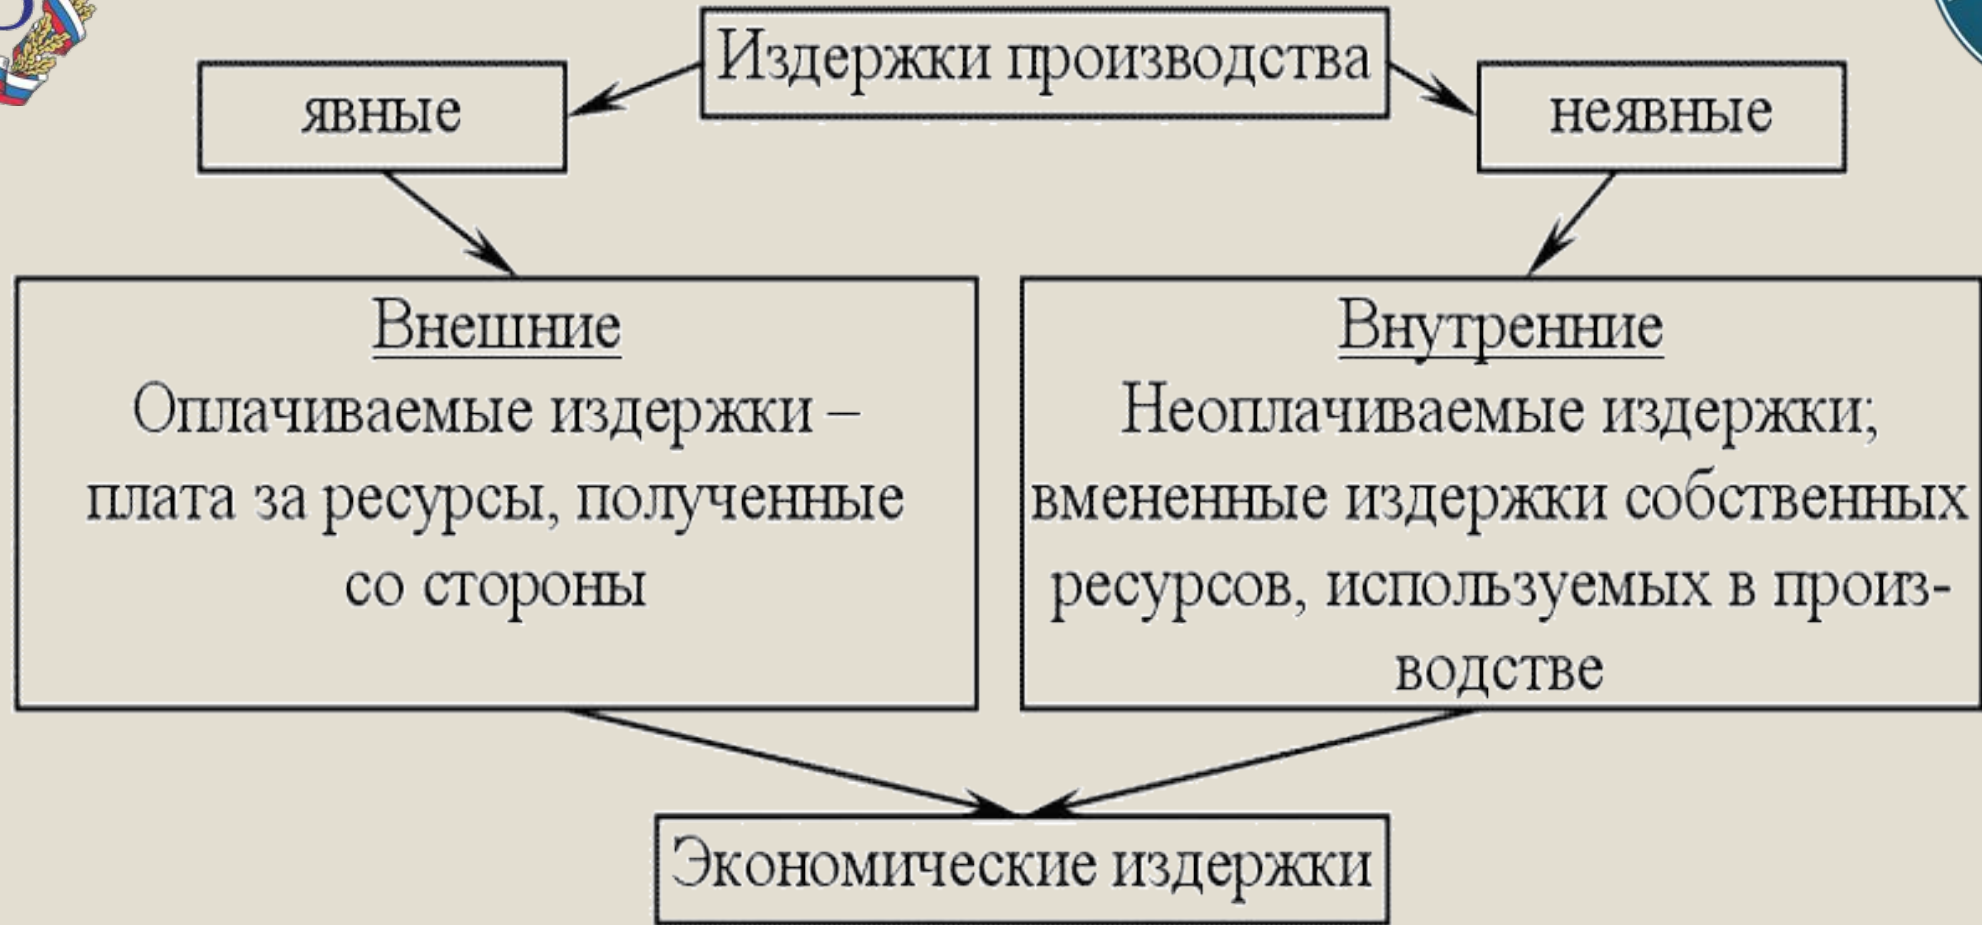 Издержки производства
явные
неявные
Внешние
Оплачиваемые издержки –
плата за ресурсы, полученные
со стороны
Внутренние
Неоплачиваемые издержки;
вмененные издержки собственных
ресурсов, используемых в произ-
водстве
Экономические издержки